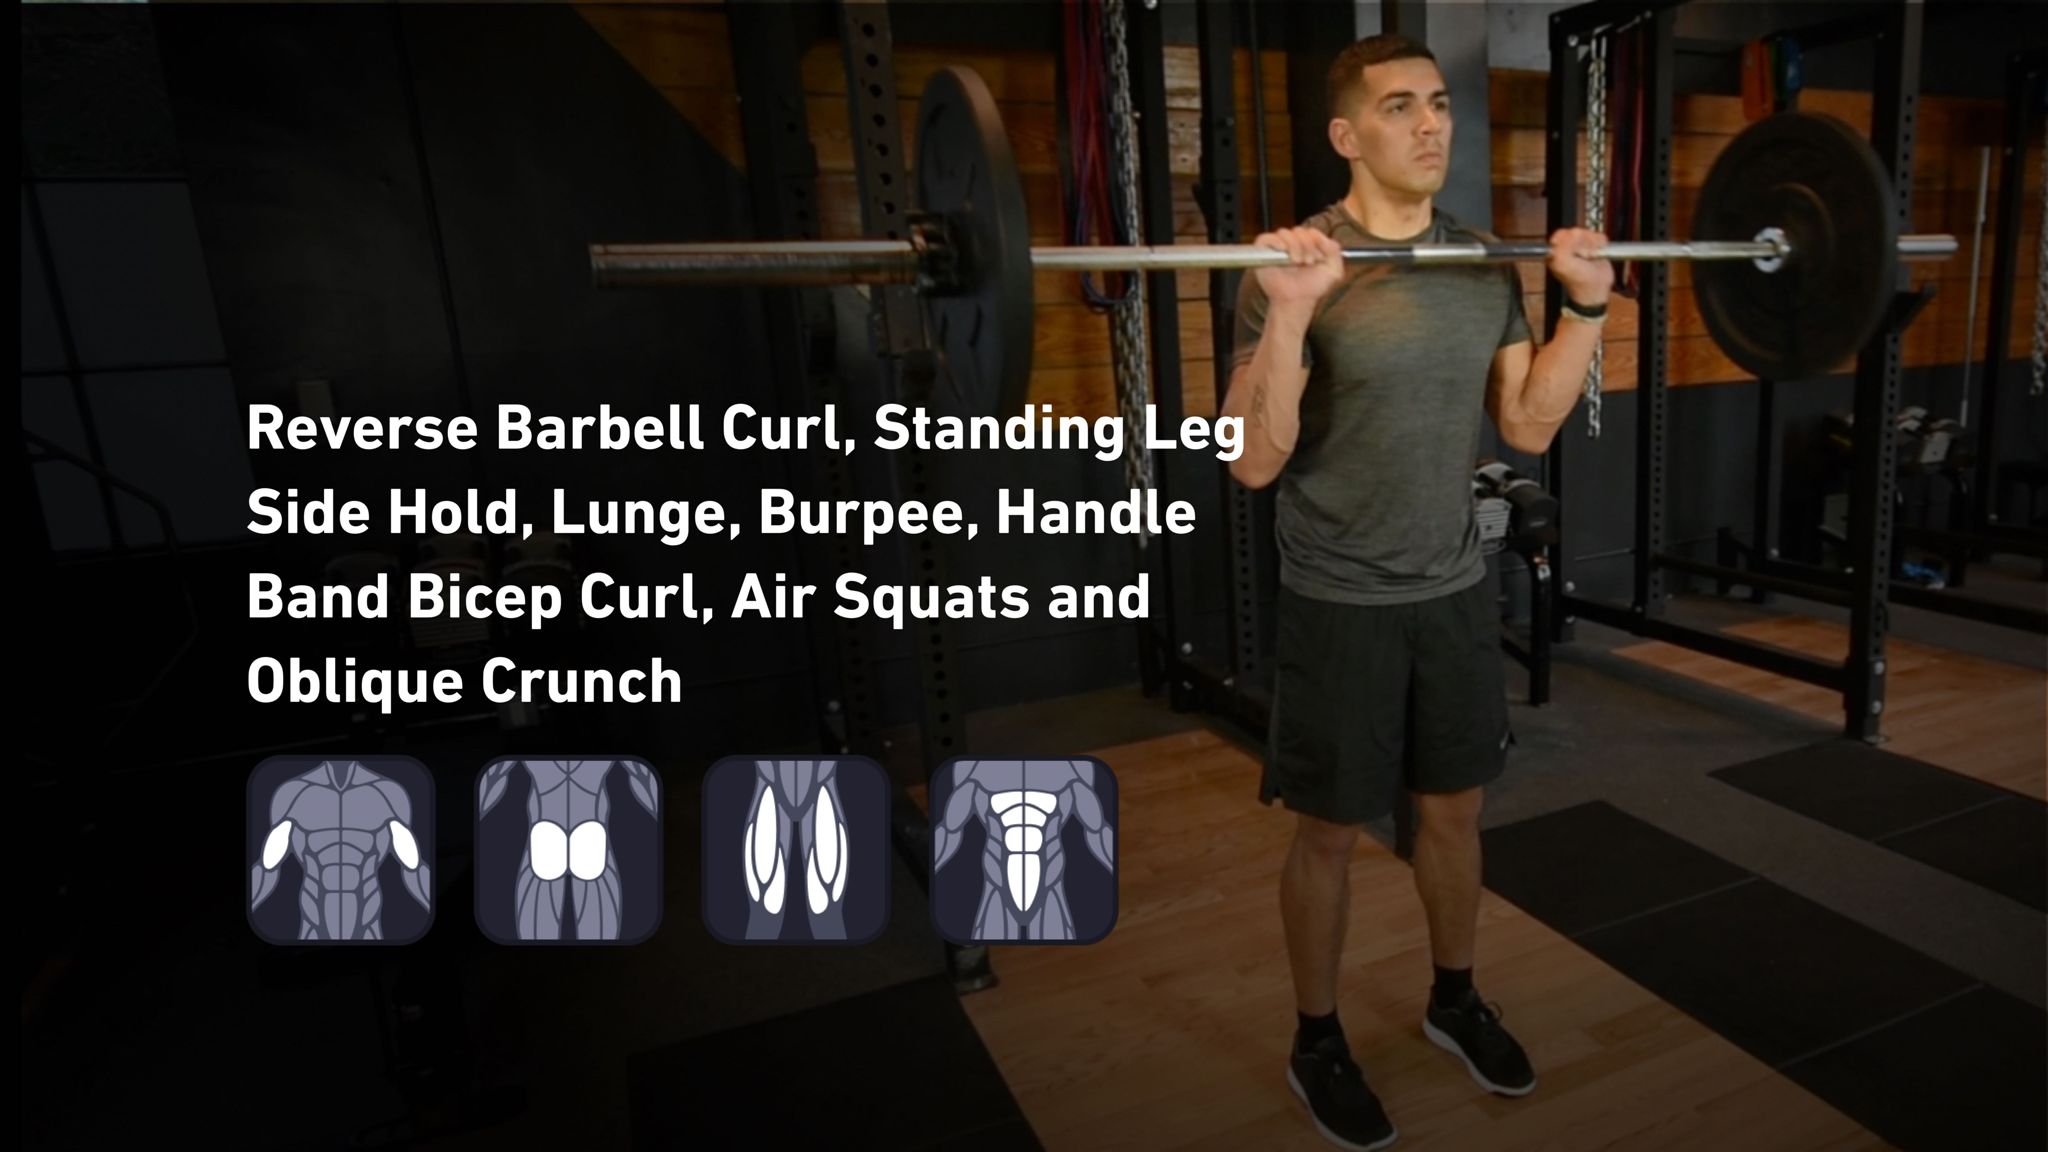 Reverse Barbell Curl, Standing Leg
Side Hold, Lunge, Burpee, Handle
Band Bicep Curl, Air Squats and
Oblique Crunch